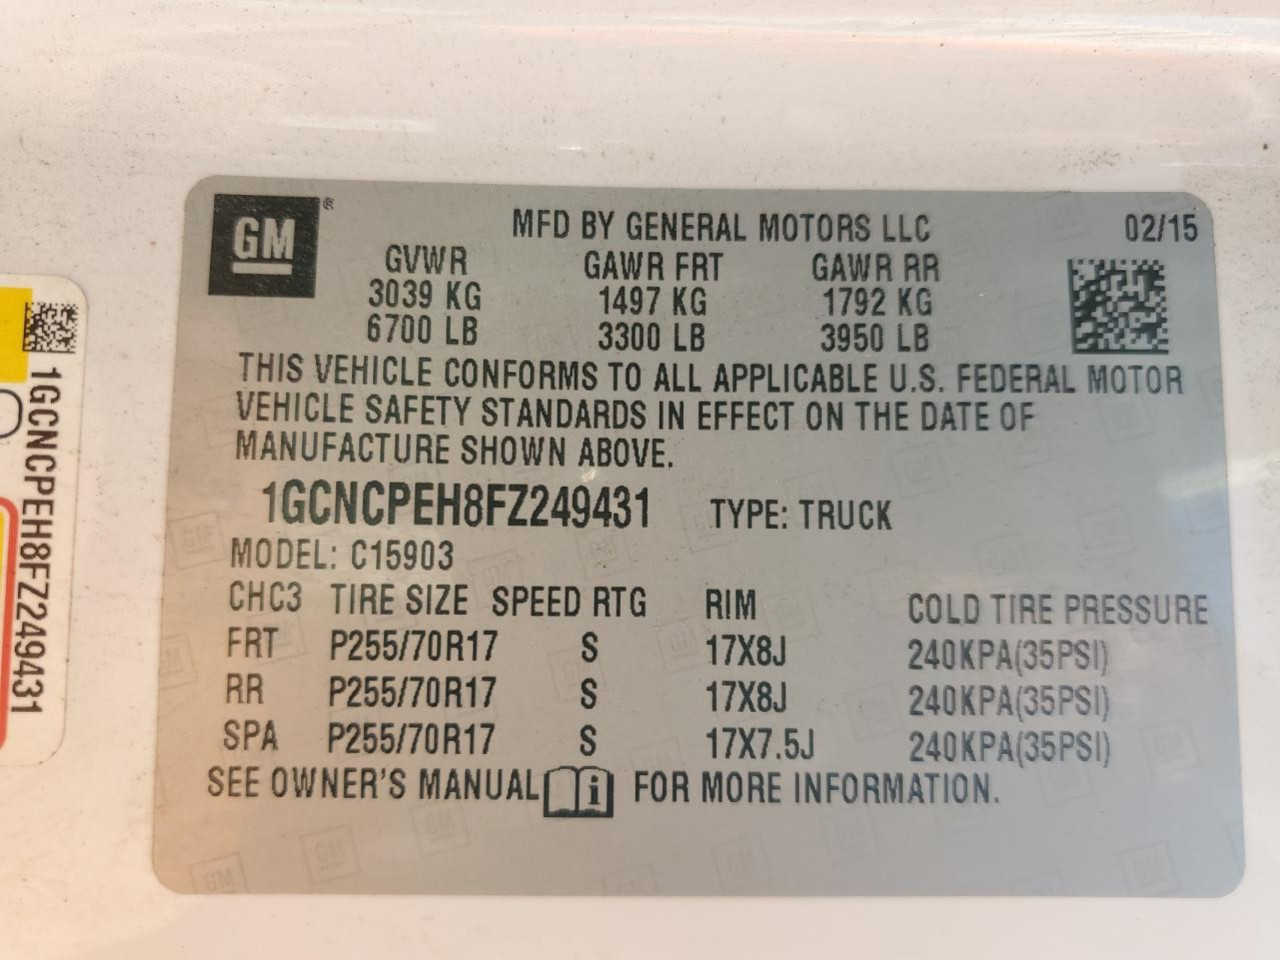 GM ®
MFD BY GENERAL MOTORS LLC 02/15
GVWR GAWR FRT GAWR RR
3039 KG 1497 KG 1792 KG
6700 LB 3300 LB 3950 LB
THIS VEHICLE CONFORMS TO ALL APPLICABLE U.S. FEDERAL MOTOR
VEHICLE SAFETY STANDARDS IN EFFECT ON THE DATE OF
MANUFACTURE SHOWN ABOVE.
1GCNCPEH8FZ249431 TYPE: TRUCK
MODEL: C15903
CHC3 TIRE SIZE SPEED RTG RIM COLD TIRE PRESSURE
FRT P255/70R17 S 17X8J 240KPA(35PSI)
RR P255/70R17 S 17X8J 240KPA(35PSI)
SPA P255/70R17 S 17X7.5J 240KPA(35PSI)
SEE OWNER'S MANUAL i FOR MORE INFORMATION.
1GCNCPEH8FZ249431